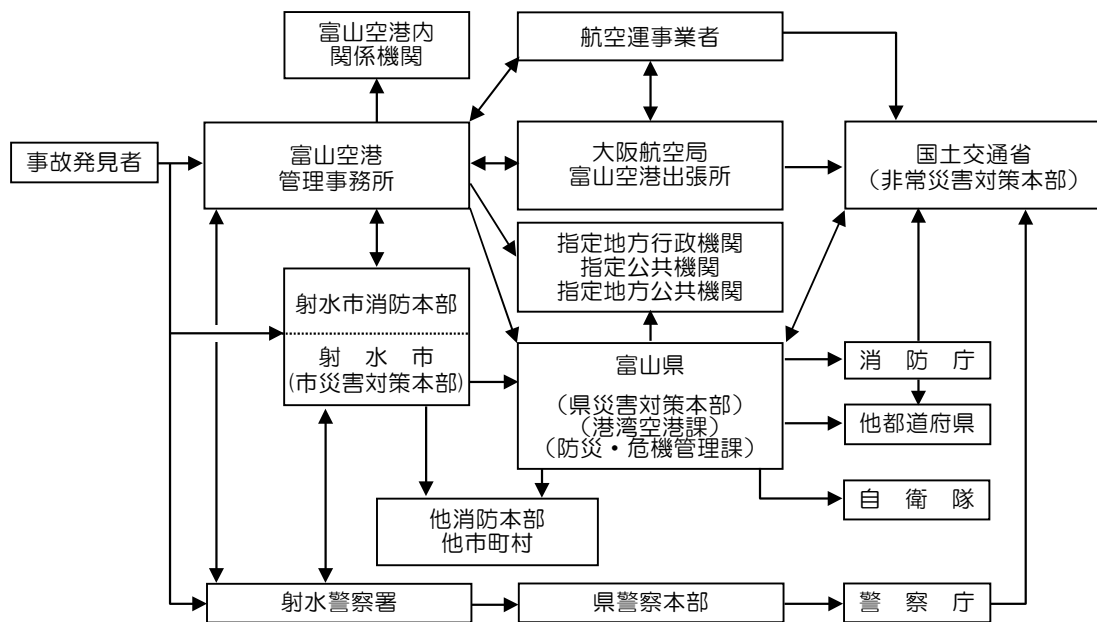 富山空港内
関係機関
航空運事業者
事故発見者
富山空港
管理事務所
大阪航空局
富山空港出張所
国土交通省
(非常災害対策本部)
指定地方行政機関
指定公共機関
指定地方公共機関
射水市消防本部
射 水 市
(市災害対策本部)
富山県
(県災害対策本部)
(港湾空港課)
(防災・危機管理課)
消 防 庁
他都道府県
自 衛 隊
他消防本部
他市町村
射水警察署
県警察本部
警 察 庁